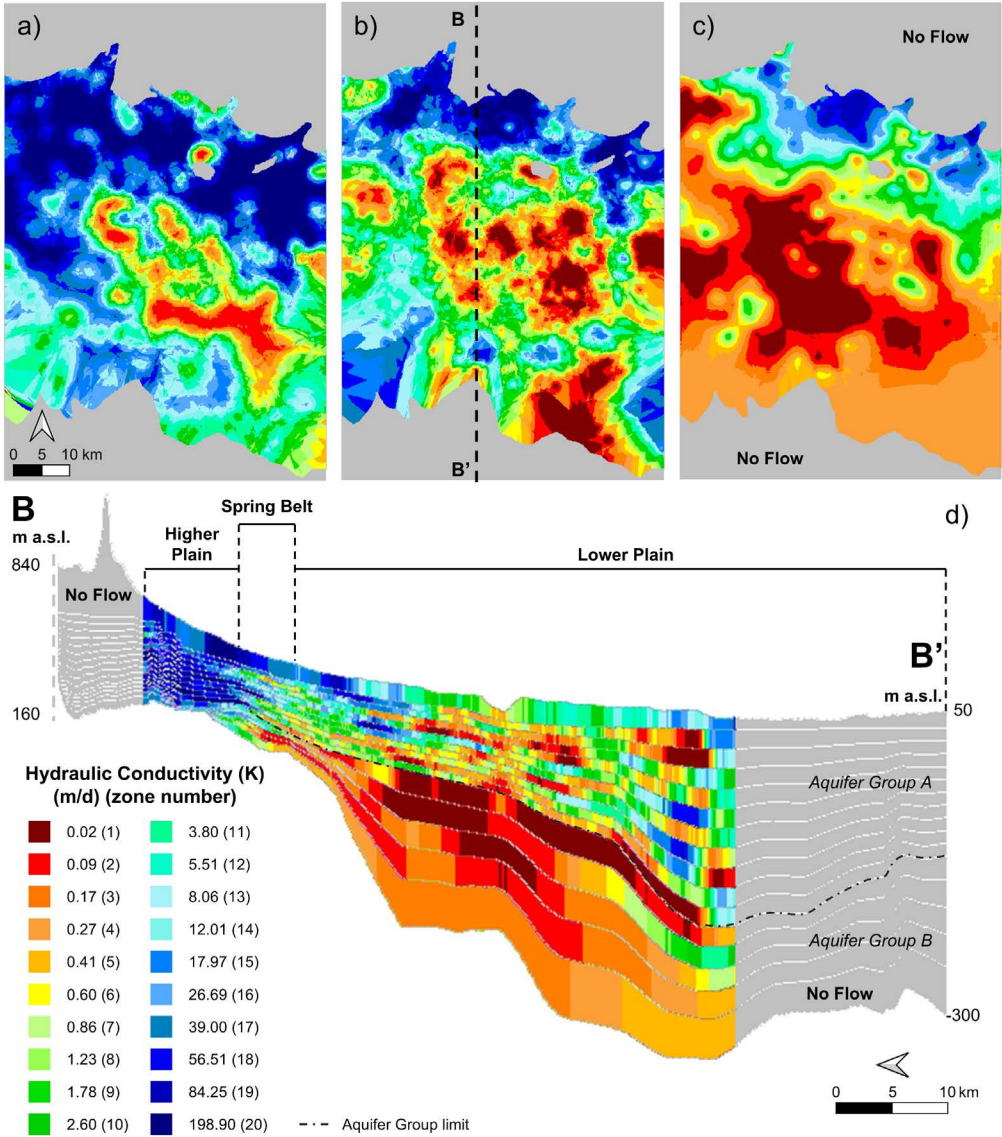 a)
b)
B
c)
No Flow
0 5 10 km
B'
No Flow
B
m a.s.l.
840
160
No Flow
Higher
Plain
Spring Belt
Lower Plain
d)
B'
m a.s.l.
50
-300
Aquifer Group A
Aquifer Group B
No Flow
Hydraulic Conductivity (K)
(m/d) (zone number)
0.02 (1)
0.09 (2)
0.17 (3)
0.27 (4)
0.41 (5)
0.60 (6)
0.86 (7)
1.23 (8)
1.78 (9)
2.60 (10)
3.80 (11)
5.51 (12)
8.06 (13)
12.01 (14)
17.97 (15)
26.69 (16)
39.00 (17)
56.51 (18)
84.25 (19)
198.90 (20)
Aquifer Group limit
0 5 10 km